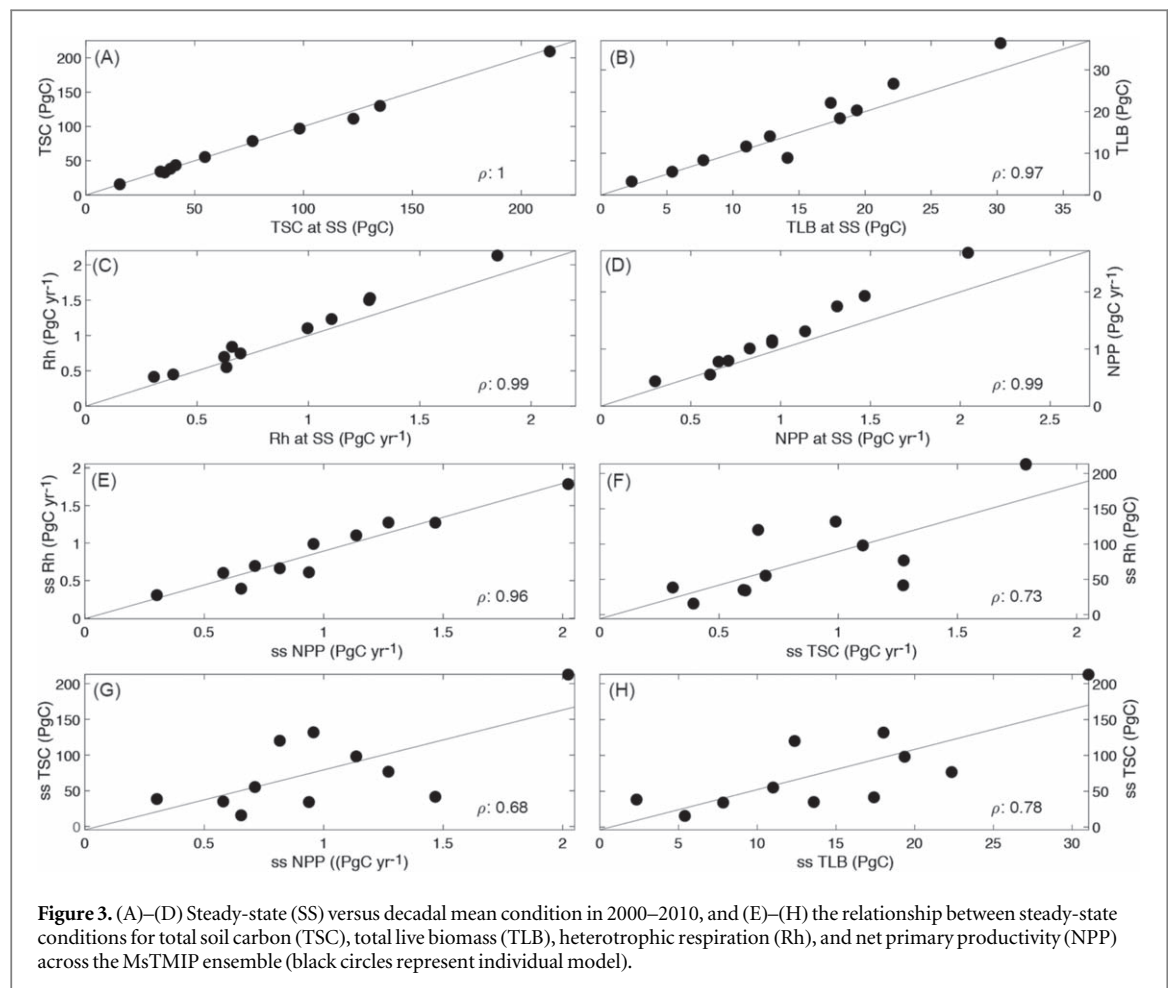 (A)
TSC (PgC)
200
150
100
50
0
0 50 100 150 200
TSC at SS (PgC)
ρ: 1
(B)
TLB (PgC)
30
20
10
0
0 5 10 15 20 25 30 35
TLB at SS (PgC)
ρ: 0.97
(C)
Rh (PgC yr-1)
2
1.5
1
0.5
0
0 0.5 1 1.5 2
Rh at SS (PgC yr-1)
ρ: 0.99
(D)
NPP (PgC yr-1)
2
1
0
0 0.5 1 1.5 2 2.5
NPP at SS (PgC yr-1)
ρ: 0.99
(E)
ss Rh (PgC yr-1)
2
1.5
1
0.5
0
0 0.5 1 1.5 2
ss NPP (PgC yr-1)
ρ: 0.96
(F)
ss Rh (PgC)
200
150
100
50
0
0 0.5 1 1.5 2
ss TSC (PgC yr-1)
ρ: 0.73
(G)
ss TSC (PgC)
200
150
100
50
0
0 0.5 1 1.5 2
ss NPP ((PgC yr-1)
ρ: 0.68
(H)
ss TSC (PgC)
200
150
100
50
0
0 5 10 15 20 25 30
ss TLB (PgC)
ρ: 0.78
Figure 3. (A)–(D) Steady-state (SS) versus decadal mean condition in 2000–2010, and (E)–(H) the relationship between steady-state
conditions for total soil carbon (TSC), total live biomass (TLB), heterotrophic respiration (Rh), and net primary productivity (NPP)
across the MsTMIP ensemble (black circles represent individual model).